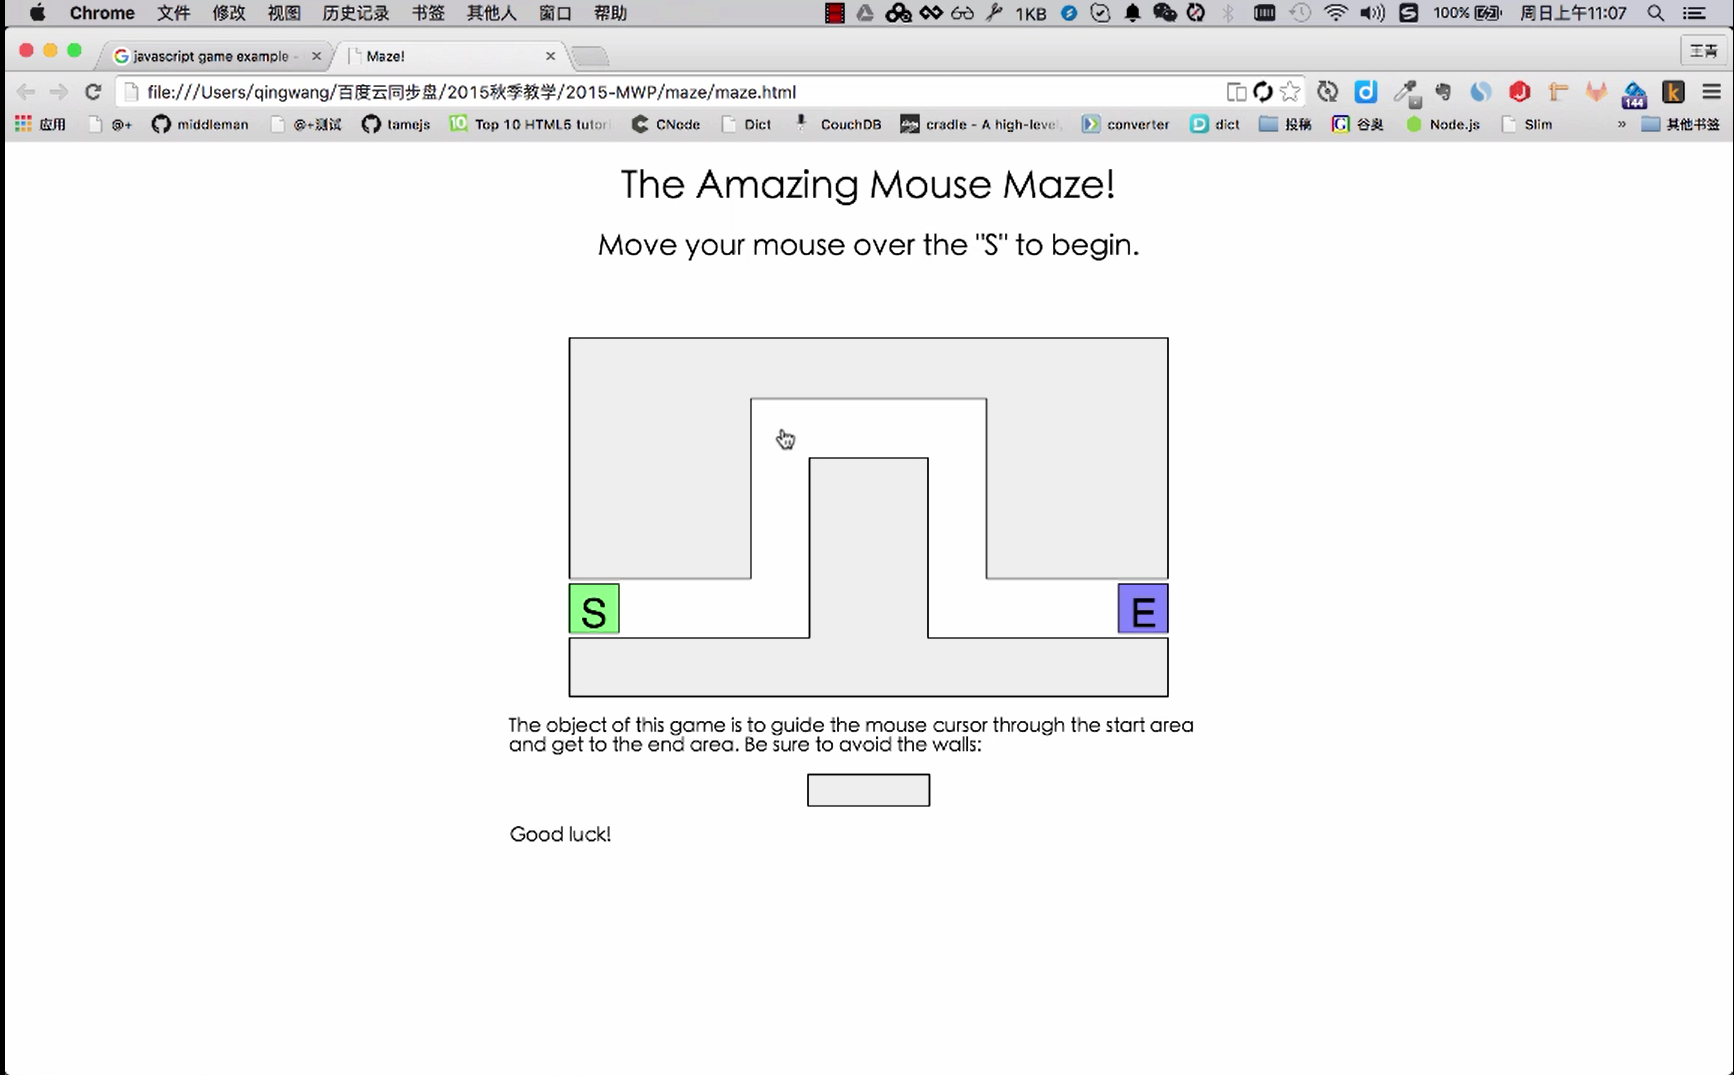 Chrome 文件 修改 视图 历史记录 书签 其他人 窗口 帮助 1KB 100% 周日上午11:07
javascript game example - Maze! 王青
file:///Users/qingwang/百度云同步盘/2015秋季教学/2015-MWP/maze/maze.html 144
应用 @+ middleman @+测试 tamejs Top 10 HTML5 tutori CNode Dict CouchDB cradle - A high-level, converter dict 投稿 谷奥 Node.js Slim » 其他书签
The Amazing Mouse Maze!
Move your mouse over the "S" to begin.
S E
The object of this game is to guide the mouse cursor through the start area
and get to the end area. Be sure to avoid the walls:
Good luck!